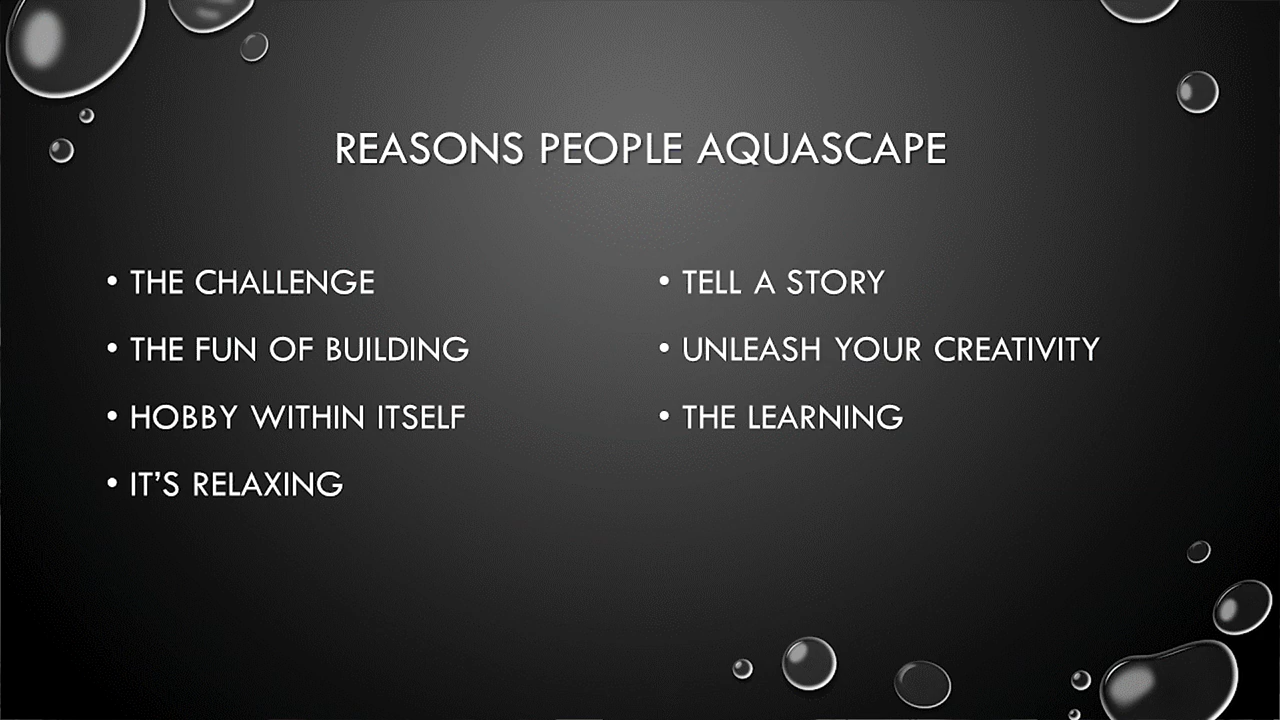 REASONS PEOPLE AQUASCAPE
• THE CHALLENGE
• THE FUN OF BUILDING
• HOBBY WITHIN ITSELF
• IT’S RELAXING
• TELL A STORY
• UNLEASH YOUR CREATIVITY
• THE LEARNING